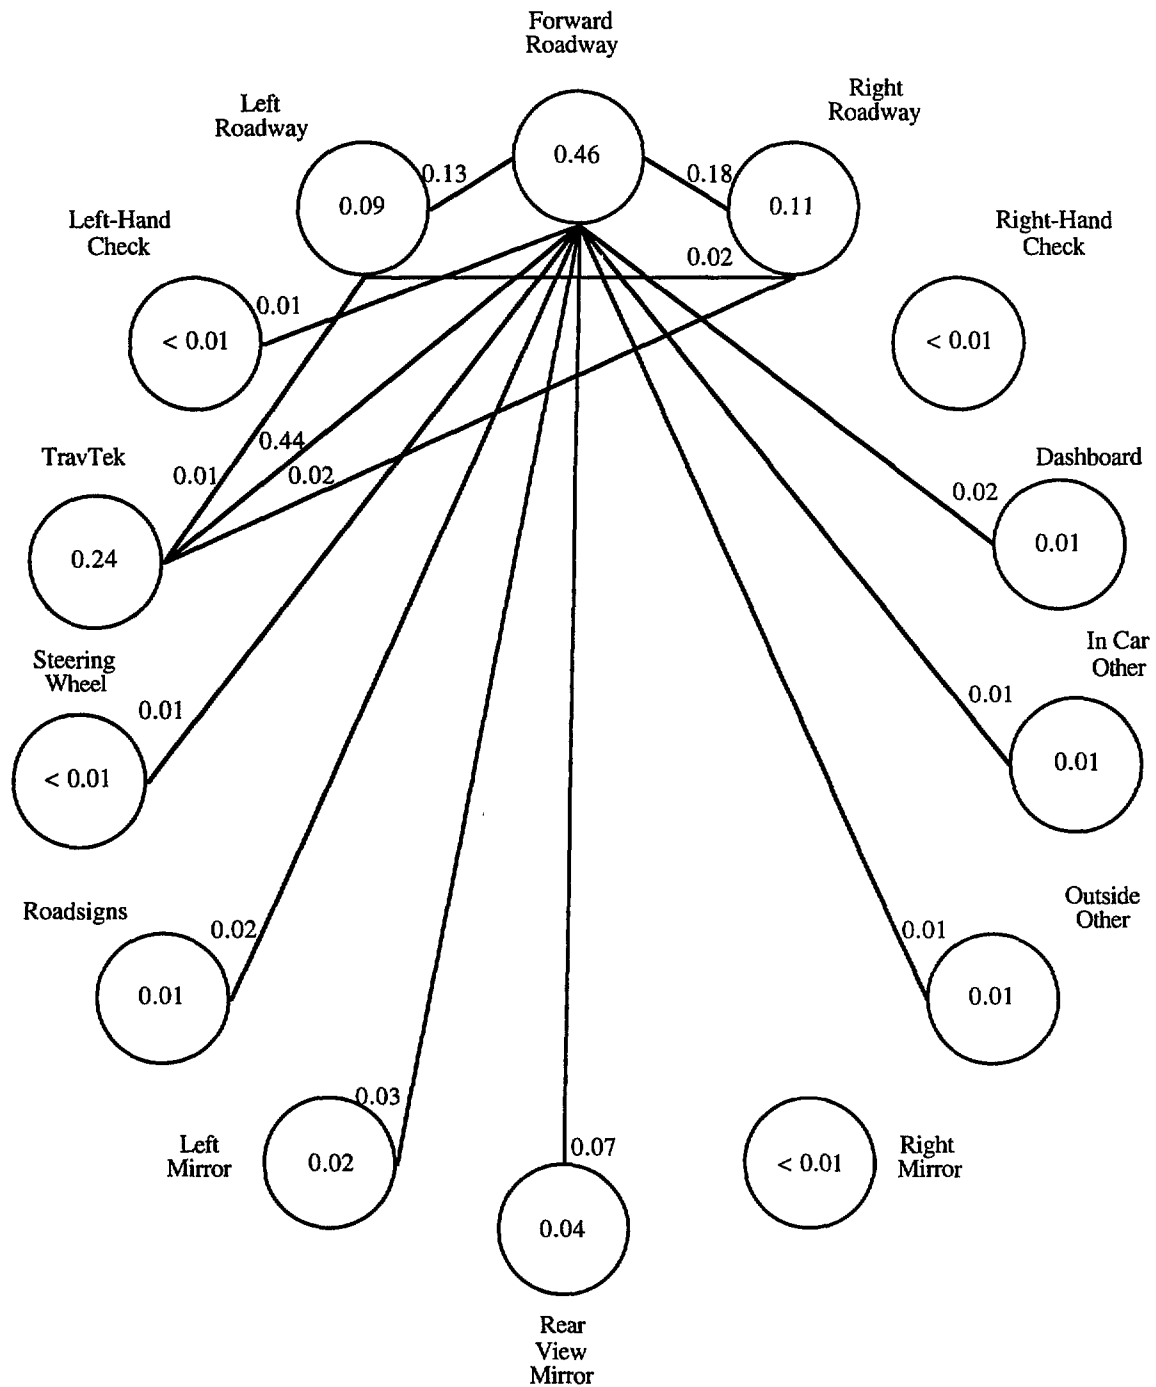 Forward
Roadway
Left
Roadway
Right
Roadway
0.46
0.13
0.18
0.09
0.11
Left-Hand
Check
Right-Hand
Check
0.02
0.01
< 0.01
< 0.01
TravTek
0.44
0.01
0.02
Dashboard
0.02
0.24
0.01
Steering
Wheel
In Car
Other
0.01
0.01
< 0.01
0.01
Roadsigns
Outside
Other
0.02
0.01
0.01
0.01
0.03
Left
Mirror
0.02
0.07
< 0.01
Right
Mirror
0.04
Rear
View
Mirror